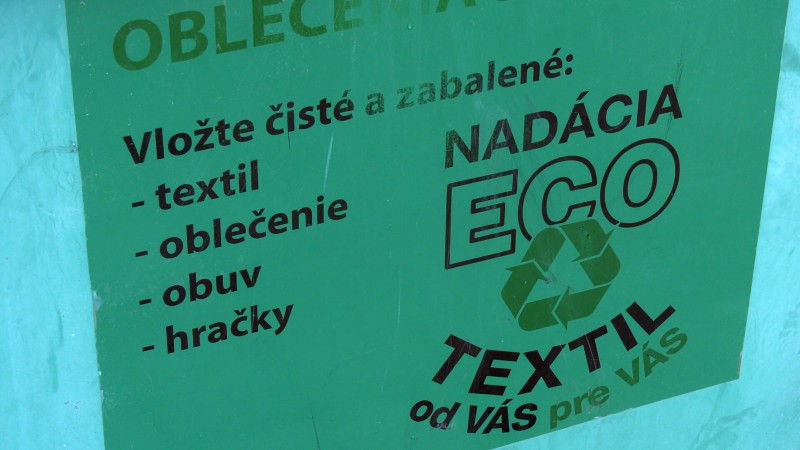 OBLEČENIA
Vložte čisté a zabalené:
- textil
- oblečenie
- obuv
- hračky
NADÁCIA
ECO
TEXTIL
od VÁS pre VÁS